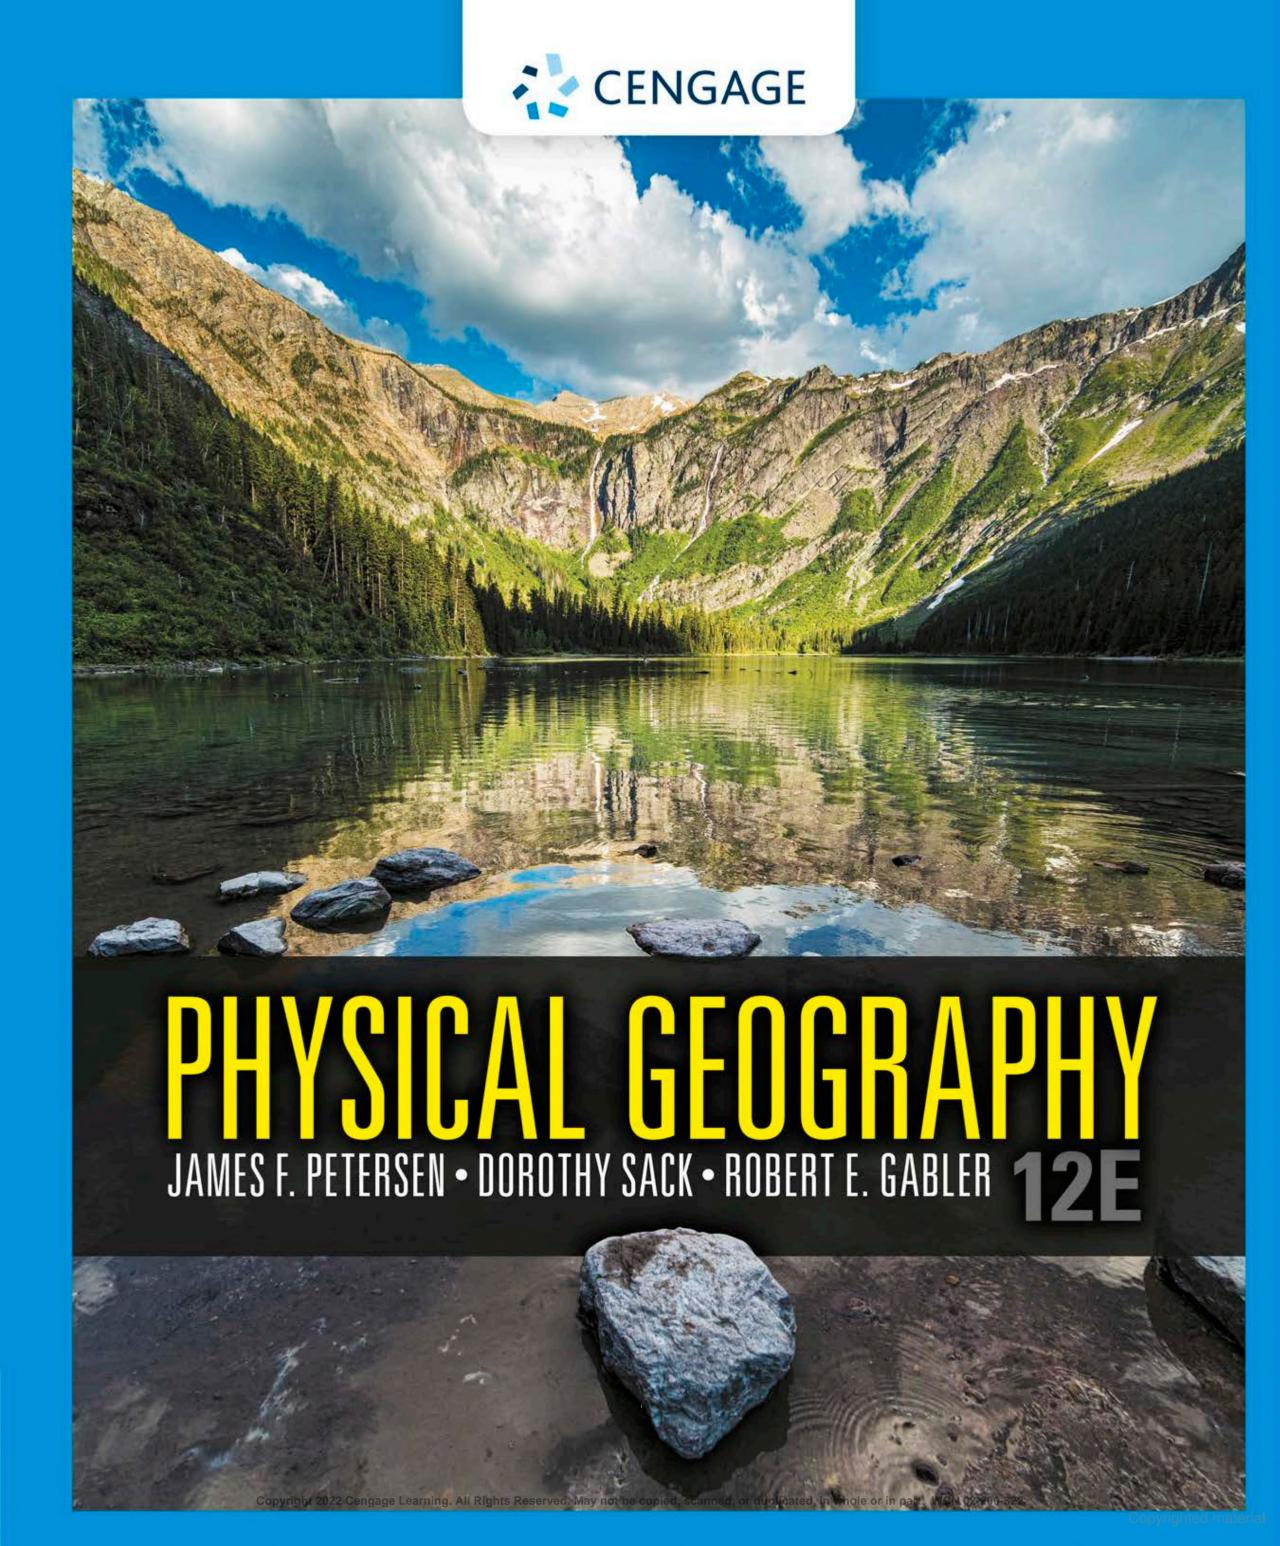 CENGAGE
PHYSICAL GEOGRAPHY
JAMES F. PETERSEN • DOROTHY SACK • ROBERT E. GABLER 12E
Copyright 2022 Cengage Learning. All Rights Reserved. May not be copied, scanned, or duplicated, in whole or in part.
Copyrighted material